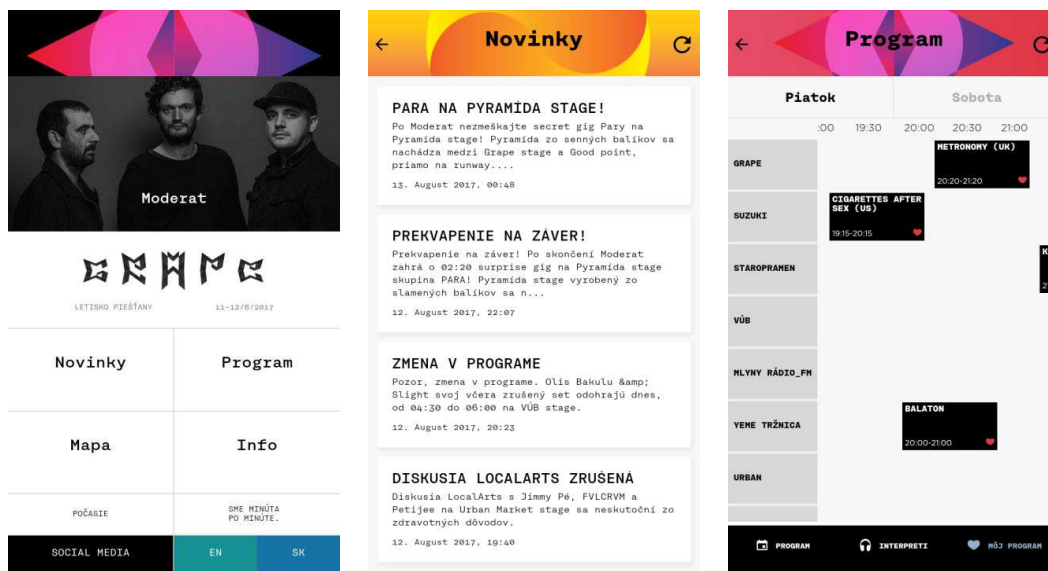 Moderat
GRAPE
LETISKO PIEŠŤANY
11-12/8/2017
Novinky
Program
Mapa
Info
POČASIE
SME MINÚTA
PO MINÚTE.
SOCIAL MEDIA
EN
SK
Novinky
PARA NA PYRAMÍDA STAGE!
Po Moderat nezmeškajte secret gig Pary na
Pyramída stage! Pyramída zo senných balíkov sa
nachádza medzi Grape stage a Good point,
priamo na runway....
13. August 2017, 00:48
PREKVAPENIE NA ZÁVER!
Prekvapenie na záver! Po skončení Moderat
zahrá o 02:20 surprise gig na Pyramída stage
skupina PARA! Pyramída stage vyrobený zo
slamených balíkov sa n...
12. August 2017, 22:07
ZMENA V PROGRAME
Pozor, zmena v programe. Olis Bakulu &amp;
Slight svoj včera zrušený set odohrajú dnes,
od 04:30 do 06:00 na VÚB stage.
12. August 2017, 20:23
DISKUSIA LOCALARTS ZRUŠENÁ
Diskusia LocalArts s Jimmy Pé, FVLCRVM a
Petijee na Urban Market stage sa neskutoční zo
zdravotných dôvodov.
12. August 2017, 19:40
Program
Piatok
Sobota
:00 19:30 20:00 20:30 21:00
GRAPE
METRONOMY (UK)
20:20-21:20
SUZUKI
CIGARETTES AFTER
SEX (US)
19:15-20:15
STAROPRAMEN
K
2
VÚB
MLYNY RÁDIO_FM
YEME TRŽNICA
BALATON
20:00-21:00
URBAN
PROGRAM
INTERPRETI
MÔJ PROGRAM